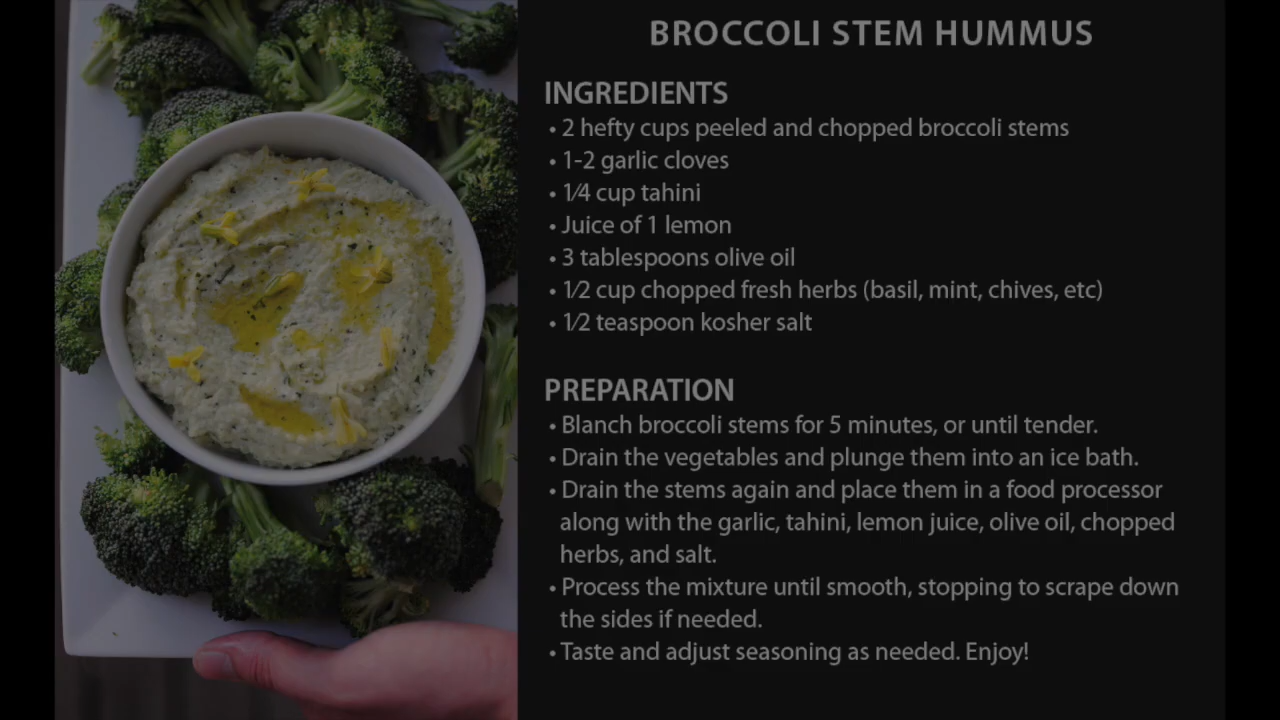 BROCCOLI STEM HUMMUS
INGREDIENTS
• 2 hefty cups peeled and chopped broccoli stems
• 1-2 garlic cloves
• 1/4 cup tahini
• Juice of 1 lemon
• 3 tablespoons olive oil
• 1/2 cup chopped fresh herbs (basil, mint, chives, etc)
• 1/2 teaspoon kosher salt
PREPARATION
• Blanch broccoli stems for 5 minutes, or until tender.
• Drain the vegetables and plunge them into an ice bath.
• Drain the stems again and place them in a food processor
along with the garlic, tahini, lemon juice, olive oil, chopped
herbs, and salt.
• Process the mixture until smooth, stopping to scrape down
the sides if needed.
• Taste and adjust seasoning as needed. Enjoy!